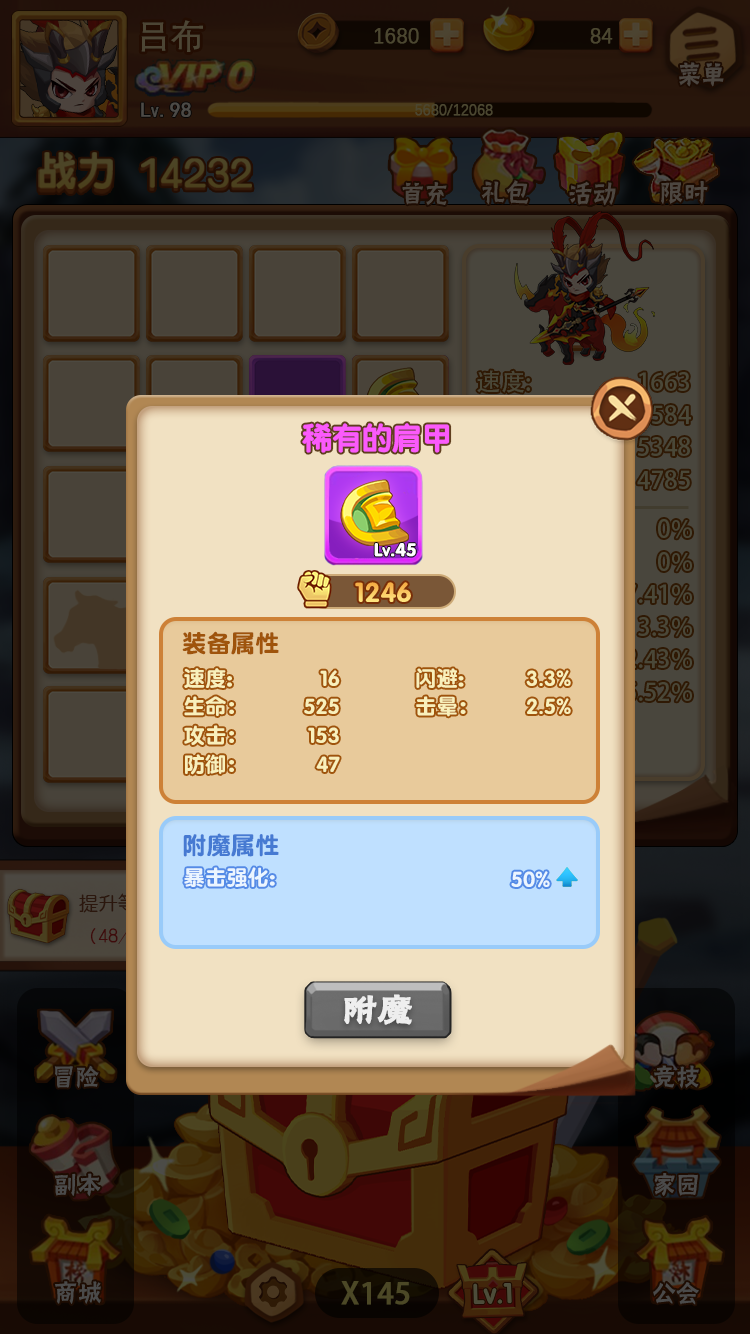 吕布
1680
84
菜单
VIP 0
Lv. 98
5680/12068
战力 14232
首充
礼包
活动
限时
速度: 1663
584
5348
4785
0%
0%
.41%
3.3%
.43%
.52%
稀有的肩甲
Lv.45
1246
装备属性
速度: 16 闪避: 3.3%
生命: 525 击晕: 2.5%
攻击: 153
防御: 47
附魔属性
暴击强化: 50%
附魔
提升等
(48/
冒险
竞技
副本
家园
商城
X145
Lv.1
公会